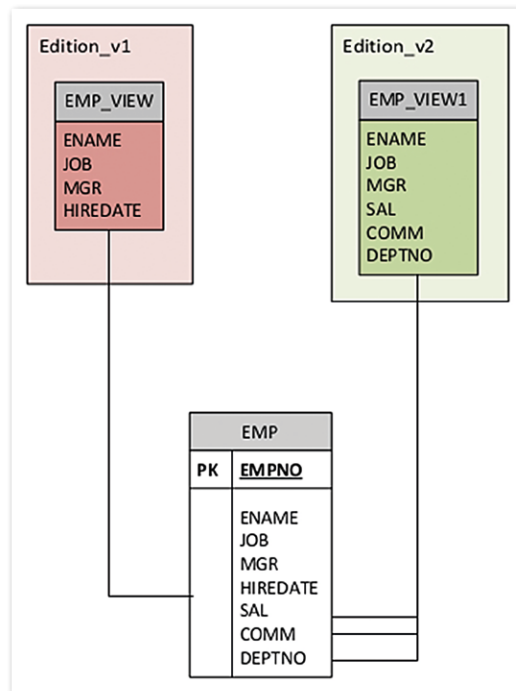 Edition_v1
EMP_VIEW
ENAME
JOB
MGR
HIREDATE
Edition_v2
EMP_VIEW1
ENAME
JOB
MGR
SAL
COMM
DEPTNO
EMP
PK EMPNO
ENAME
JOB
MGR
HIREDATE
SAL
COMM
DEPTNO